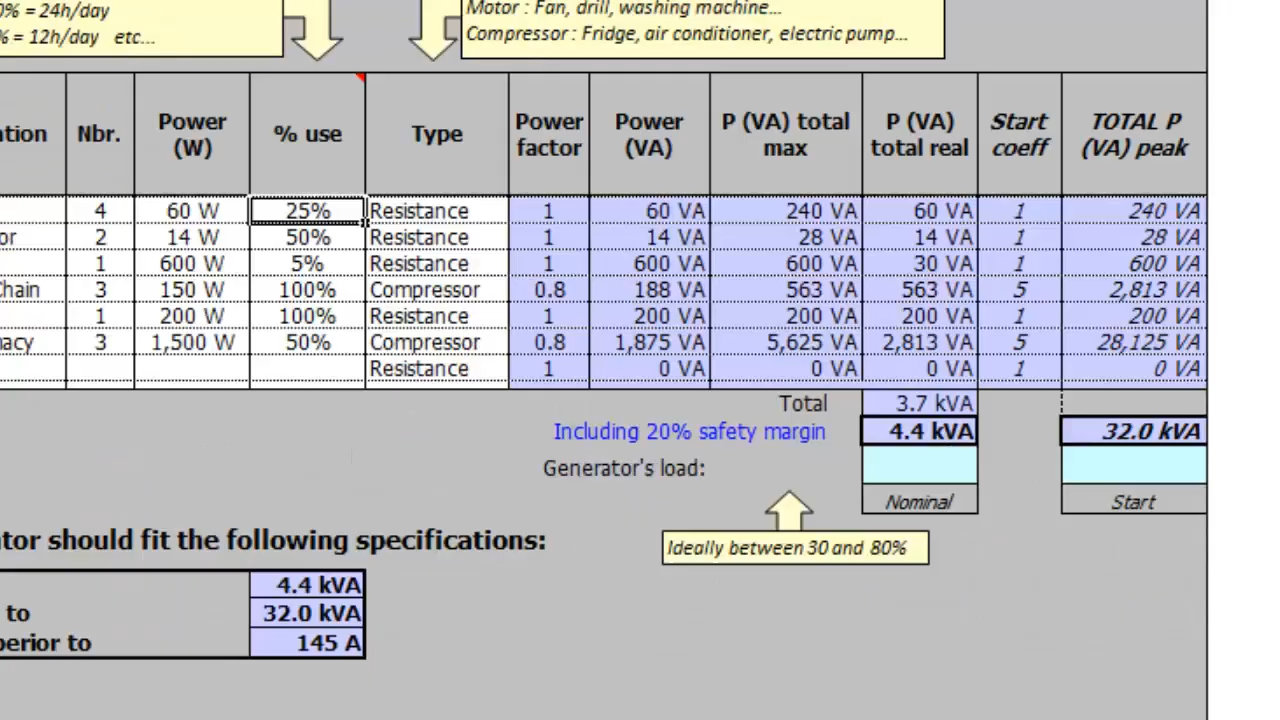 0% = 24h/day
% = 12h/day etc...
Motor : Fan, drill, washing machine...
Compressor : Fridge, air conditioner, electric pump...
ation Nbr. Power (W) % use Type Power factor Power (VA) P (VA) total max P (VA) total real Start coeff TOTAL P (VA) peak
4 60 W 25% Resistance 1 60 VA 240 VA 60 VA 1 240 VA
or 2 14 W 50% Resistance 1 14 VA 28 VA 14 VA 1 28 VA
1 600 W 5% Resistance 1 600 VA 600 VA 30 VA 1 600 VA
Chain 3 150 W 100% Compressor 0.8 188 VA 563 VA 563 VA 5 2,813 VA
1 200 W 100% Resistance 1 200 VA 200 VA 200 VA 1 200 VA
nacy 3 1,500 W 50% Compressor 0.8 1,875 VA 5,625 VA 2,813 VA 5 28,125 VA
Resistance 1 0 VA 0 VA 0 VA 1 0 VA
Total 3.7 kVA
Including 20% safety margin 4.4 kVA 32.0 kVA
Generator's load:
Nominal Start
Ideally between 30 and 80%
tor should fit the following specifications:
4.4 kVA
to 32.0 kVA
perior to 145 A